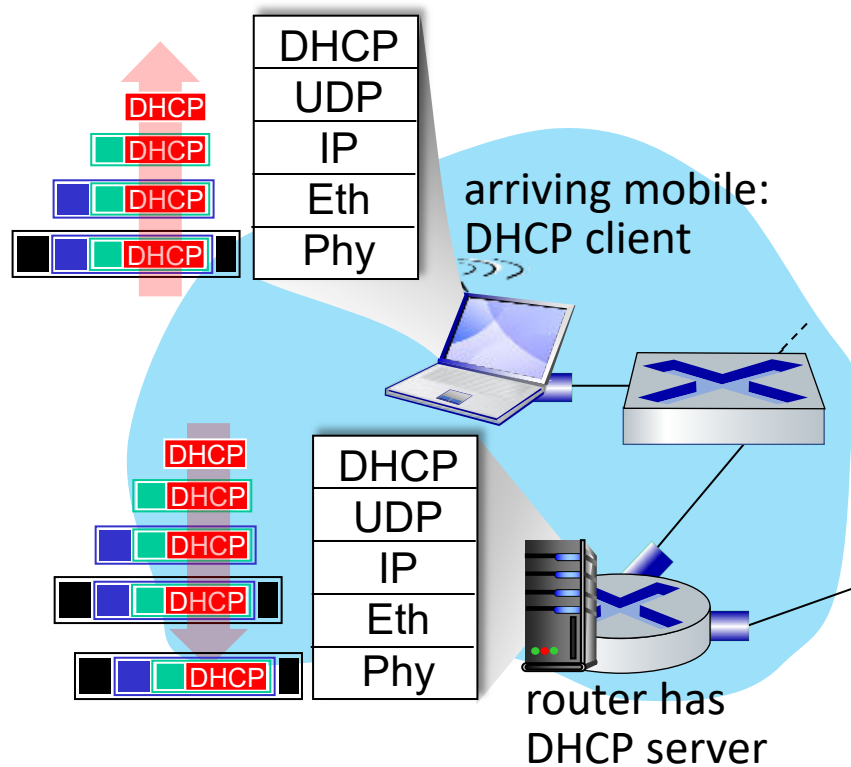 DHCP
UDP
IP
Eth
Phy
DHCP
DHCP
DHCP
DHCP
arriving mobile:
DHCP client
DHCP
UDP
IP
Eth
Phy
DHCP
DHCP
DHCP
DHCP
DHCP
router has
DHCP server